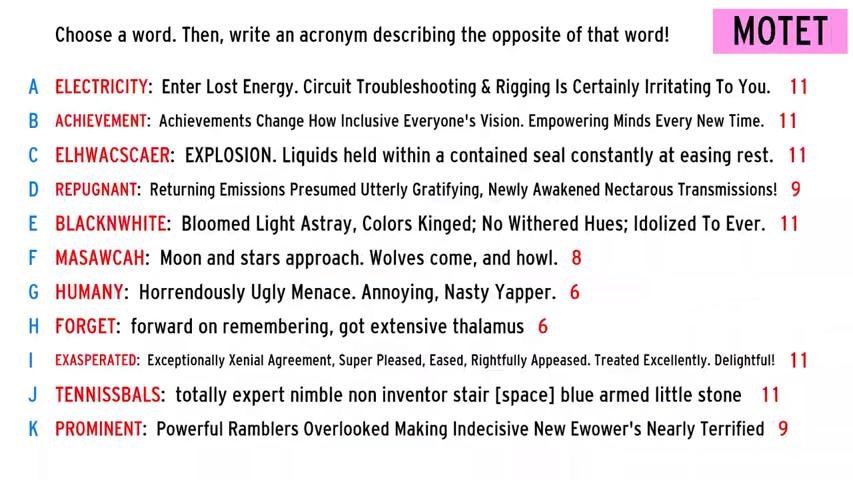 Choose a word. Then, write an acronym describing the opposite of that word!
MOTET
A ELECTRICITY: Enter Lost Energy. Circuit Troubleshooting & Rigging Is Certainly Irritating To You. 11
B ACHIEVEMENT: Achievements Change How Inclusive Everyone's Vision. Empowering Minds Every New Time. 11
C ELHWACSCAER: EXPLOSION. Liquids held within a contained seal constantly at easing rest. 11
D REPUGNANT: Returning Emissions Presumed Utterly Gratifying, Newly Awakened Nectarous Transmissions! 9
E BLACKNWHITE: Bloomed Light Astray, Colors Kinged; No Withered Hues; Idolized To Ever. 11
F MASAWCAH: Moon and stars approach. Wolves come, and howl. 8
G HUMANY: Horrendously Ugly Menace. Annoying, Nasty Yapper. 6
H FORGET: forward on remembering, got extensive thalamus 6
I EXASPERATED: Exceptionally Xenial Agreement, Super Pleased, Eased, Rightfully Appeased. Treated Excellently. Delightful! 11
J TENNISSBALS: totally expert nimble non inventor stair [space] blue armed little stone 11
K PROMINENT: Powerful Ramblers Overlooked Making Indecisive New Ewower's Nearly Terrified 9